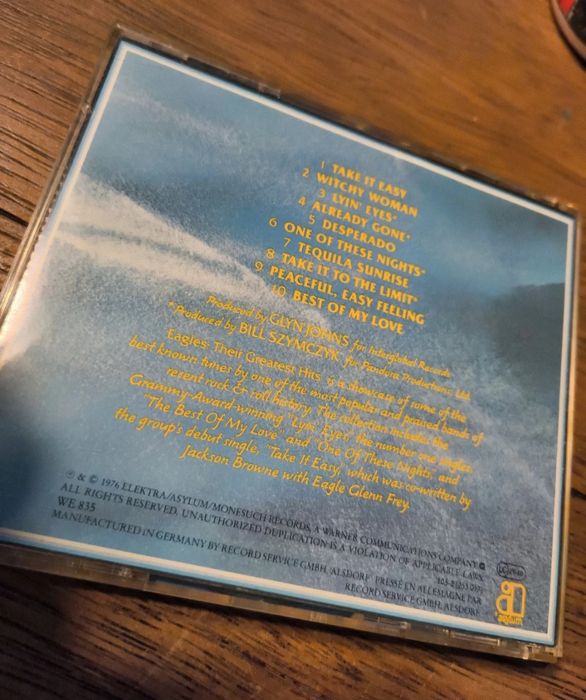 1 TAKE IT EASY
2 WITCHY WOMAN
3 LYIN' EYES*
4 ALREADY GONE*
5 DESPERADO
6 ONE OF THESE NIGHTS*
7 TEQUILA SUNRISE
8 TAKE IT TO THE LIMIT*
9 PEACEFUL, EASY FEELING
10 BEST OF MY LOVE
Produced by GLYN JOHNS for Interglobal Records
* Produced by BILL SZYMCZYK for Pandora Productions, Ltd.
Eagles: Their Greatest Hits, is a showcase of some of the
best known tunes by one of the most popular and praised bands of
recent rock & roll history. The collection includes the
Grammy-Award-winning "Lyin' Eyes," the number one singles,
"The Best Of My Love" and "One Of These Nights," and
the group's debut single, "Take It Easy," which was co-written by
Jackson Browne with Eagle Glenn Frey.
℗ & © 1976 ELEKTRA/ASYLUM/NONESUCH RECORDS, A WARNER COMMUNICATIONS COMPANY
ALL RIGHTS RESERVED. UNAUTHORIZED DUPLICATION IS A VIOLATION OF APPLICABLE LAWS.
WE 835
MANUFACTURED IN GERMANY BY RECORD SERVICE GMBH, ALSDORF. PRESSÉ EN ALLEMAGNE PAR
RECORD SERVICE GMBH, ALSDORF.
asylum